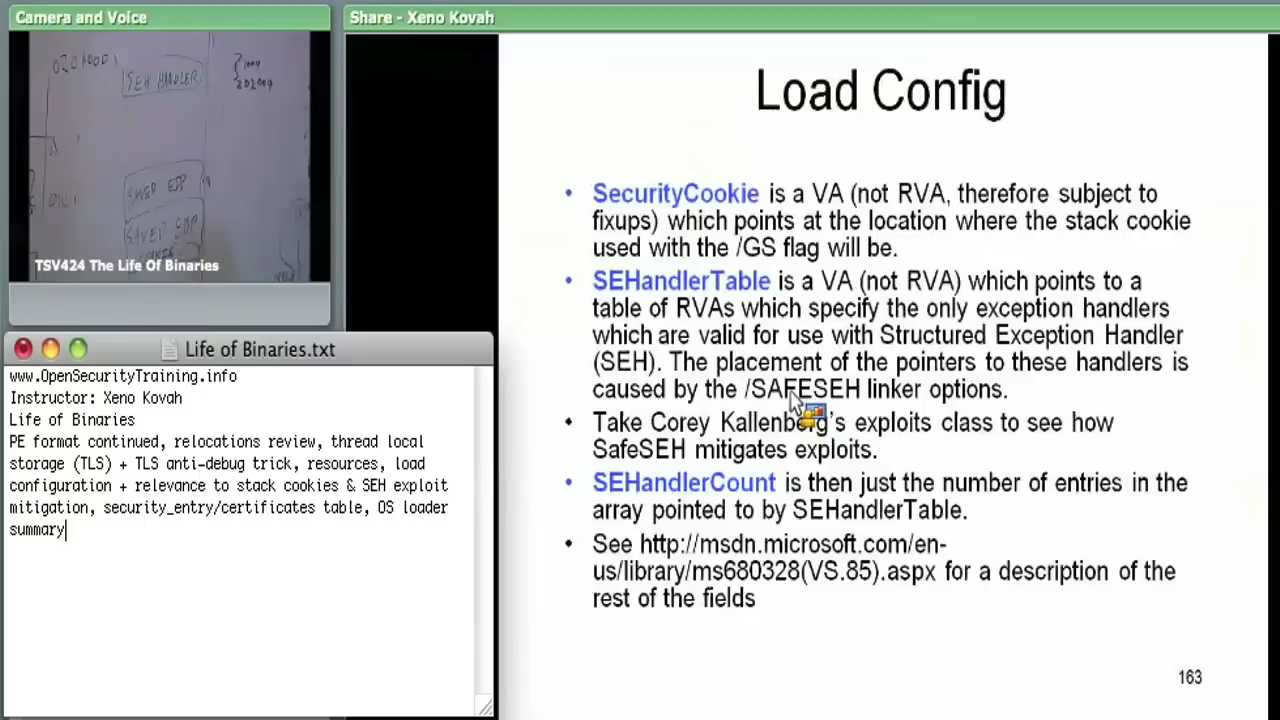 Camera and Voice
Share - Xeno Kovah
SEH HANDLER
SAVED EIP
SAVED EBP
TSV424 The Life Of Binaries
Life of Binaries.txt
www.OpenSecurityTraining.info
Instructor: Xeno Kovah
Life of Binaries
PE format continued, relocations review, thread local
storage (TLS) + TLS anti-debug trick, resources, load
configuration + relevance to stack cookies & SEH exploit
mitigation, security_entry/certificates table, OS loader
summary
Load Config
• SecurityCookie is a VA (not RVA, therefore subject to
fixups) which points at the location where the stack cookie
used with the /GS flag will be.
• SEHandlerTable is a VA (not RVA) which points to a
table of RVAs which specify the only exception handlers
which are valid for use with Structured Exception Handler
(SEH). The placement of the pointers to these handlers is
caused by the /SAFESEH linker options.
• Take Corey Kallenberg's exploits class to see how
SafeSEH mitigates exploits.
• SEHandlerCount is then just the number of entries in the
array pointed to by SEHandlerTable.
• See http://msdn.microsoft.com/en-
us/library/ms680328(VS.85).aspx for a description of the
rest of the fields
163